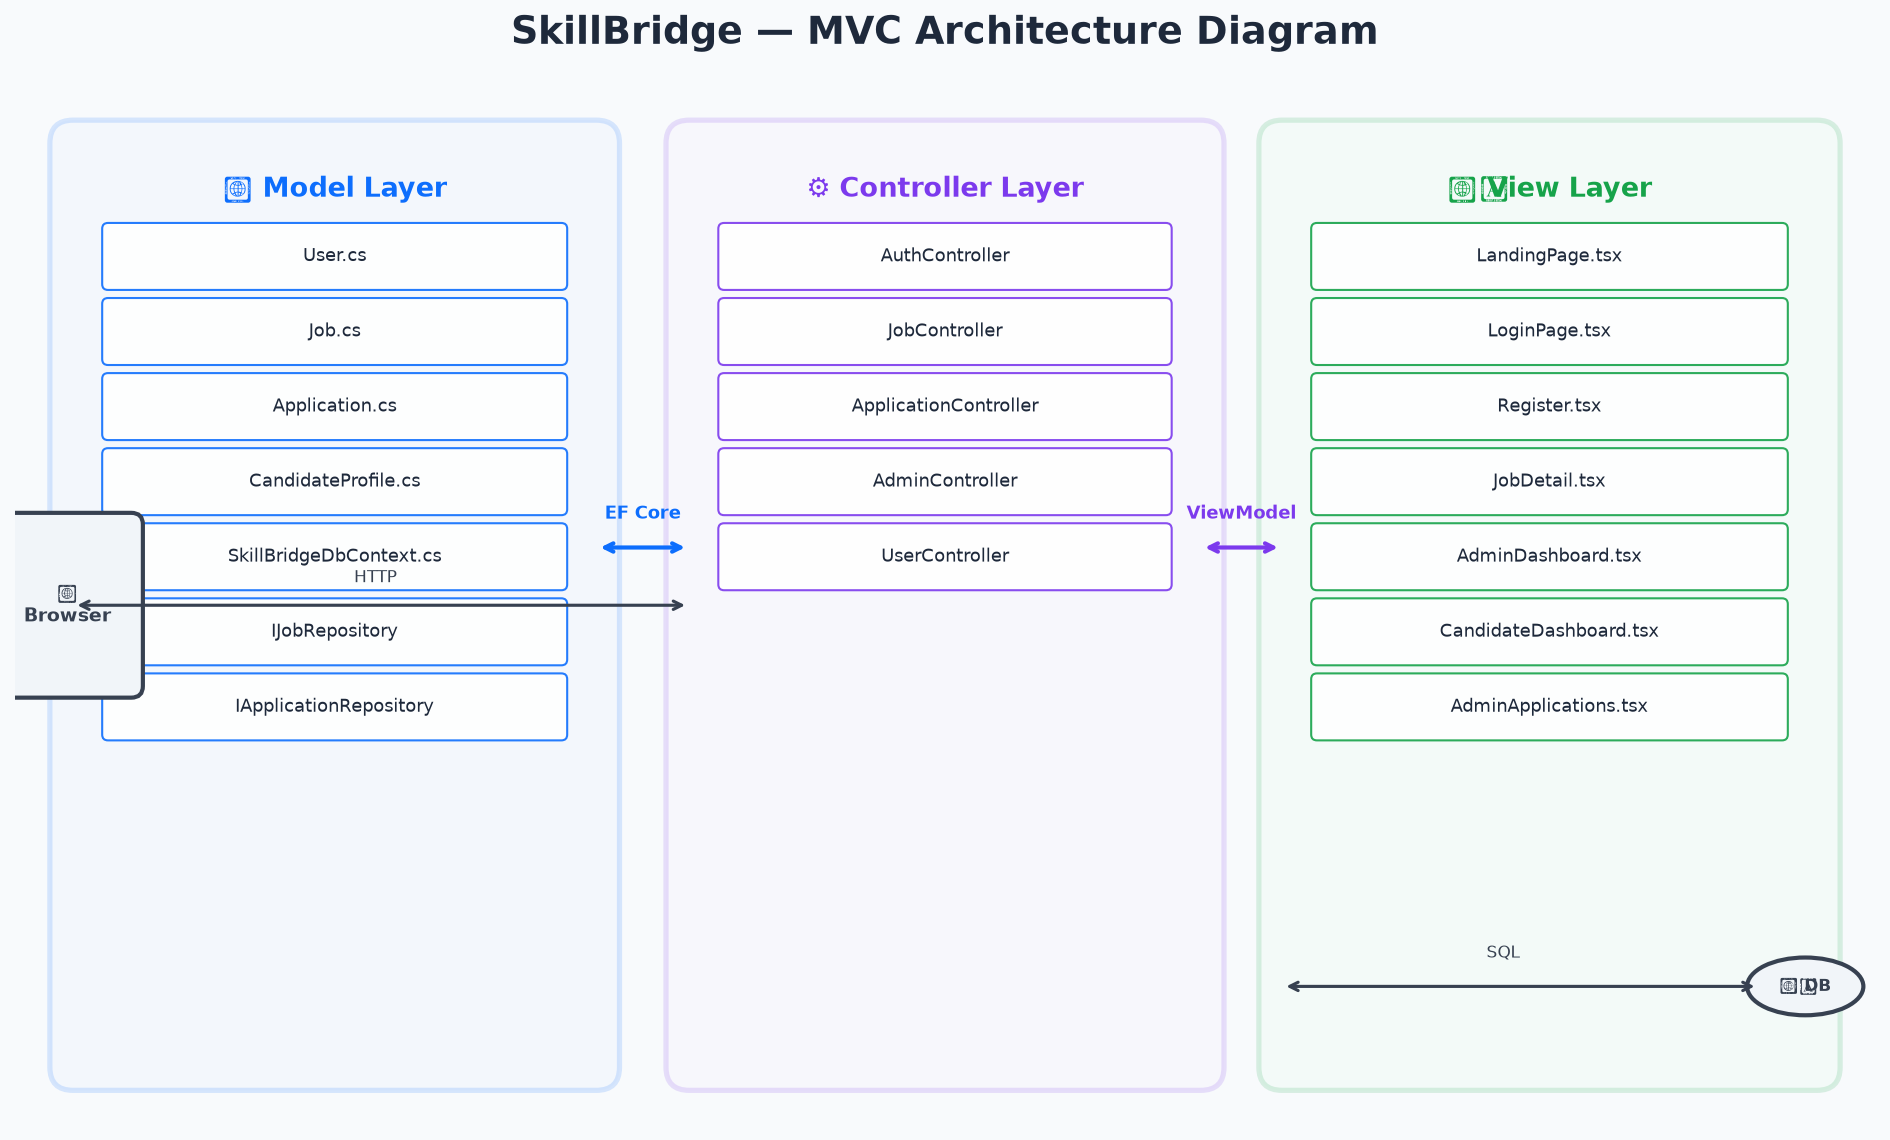 SkillBridge — MVC Architecture Diagram
Model Layer
User.cs
Job.cs
Application.cs
CandidateProfile.cs
SkillBridgeDbContext.cs
IJobRepository
IApplicationRepository
Browser
HTTP
EF Core
⚙ Controller Layer
AuthController
JobController
ApplicationController
AdminController
UserController
ViewModel
View Layer
LandingPage.tsx
LoginPage.tsx
Register.tsx
JobDetail.tsx
AdminDashboard.tsx
CandidateDashboard.tsx
AdminApplications.tsx
SQL
DB